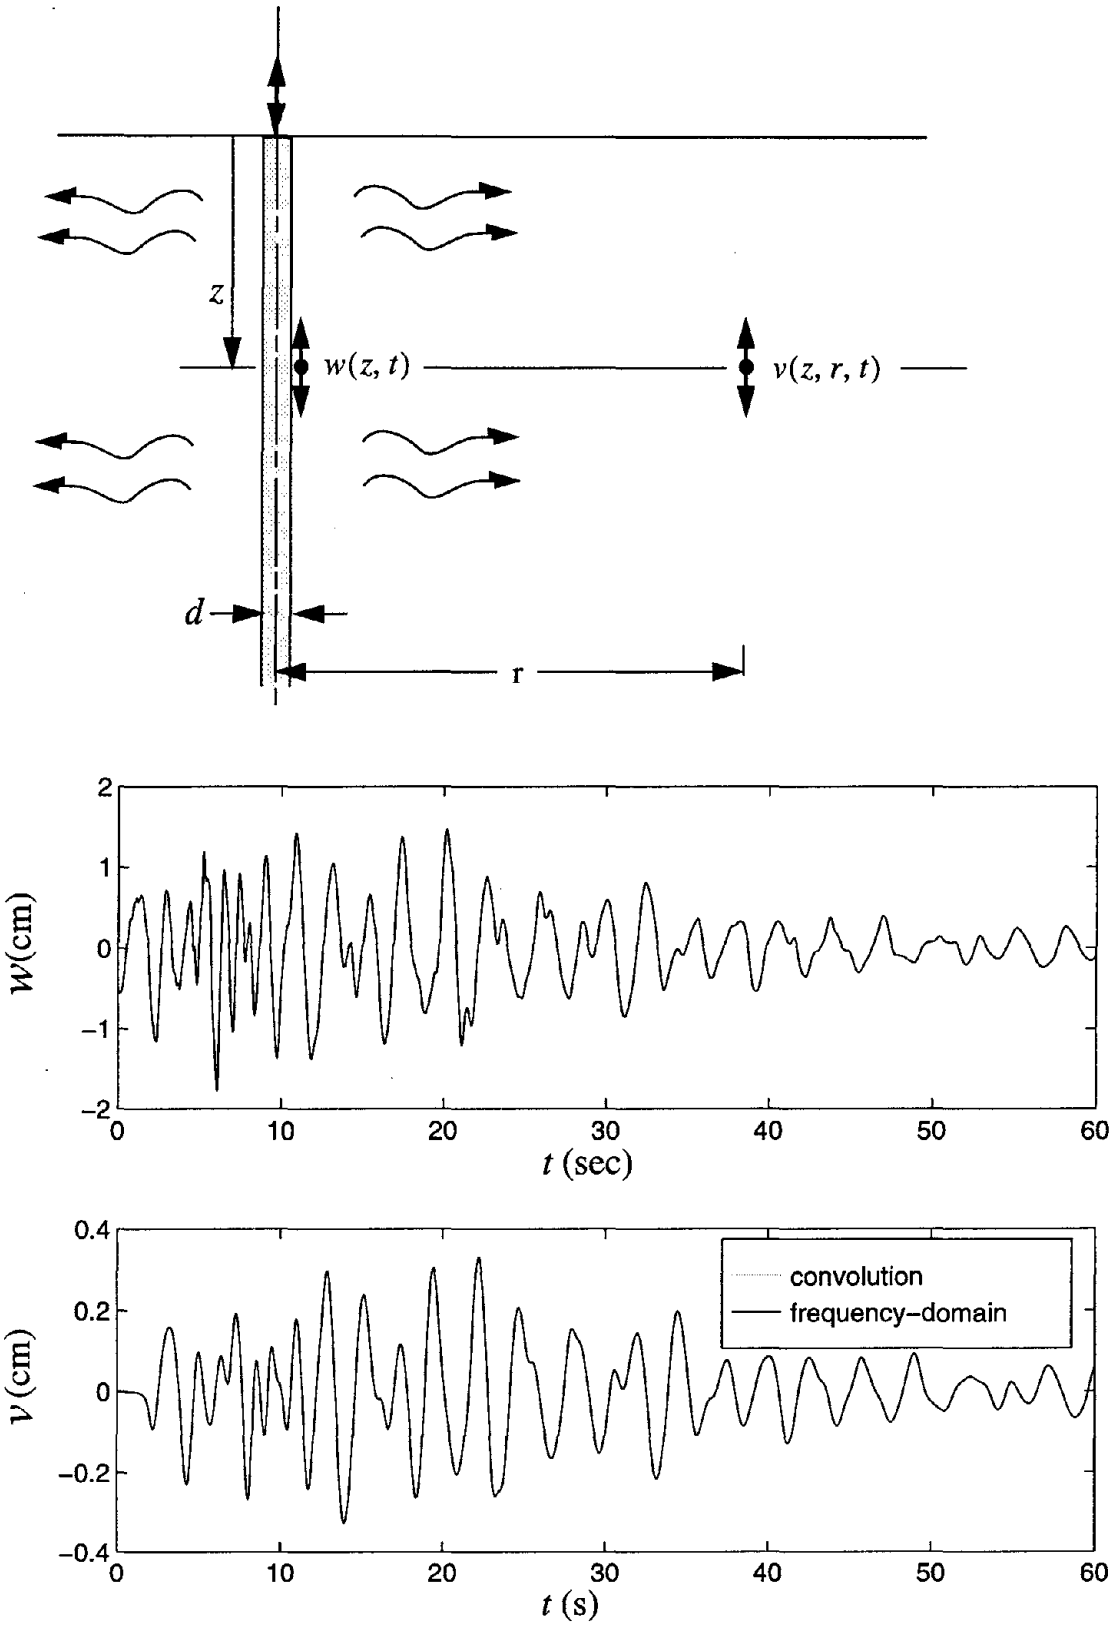 z
w(z, t)
v(z, r, t)
d
r
2
1
0
−1
−2
w(cm)
0 10 20 30 40 50 60
t (sec)
0.4
0.2
0
−0.2
−0.4
v(cm)
convolution
frequency−domain
0 10 20 30 40 50 60
t (s)